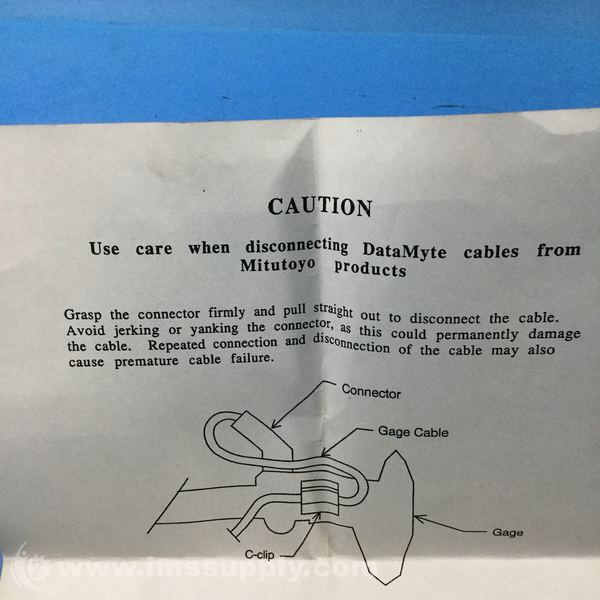 CAUTION
Use care when disconnecting DataMyte cables from
Mitutoyo products
Grasp the connector firmly and pull straight out to disconnect the cable.
Avoid jerking or yanking the connector, as this could permanently damage
the cable. Repeated connection and disconnection of the cable may also
cause premature cable failure.
Connector
Gage Cable
Gage
C-clip
www.imssupply.com